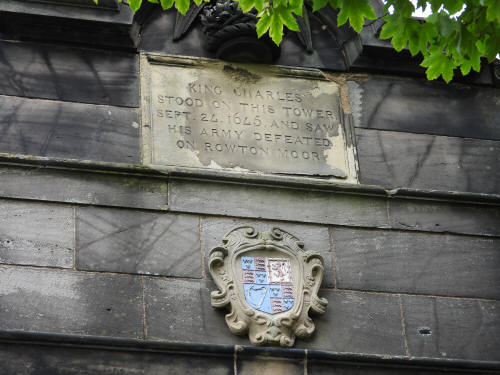 KING CHARLES
STOOD ON THIS TOWER
SEPT. 24. 1645. AND SAW
HIS ARMY DEFEATED
ON ROWTON MOOR